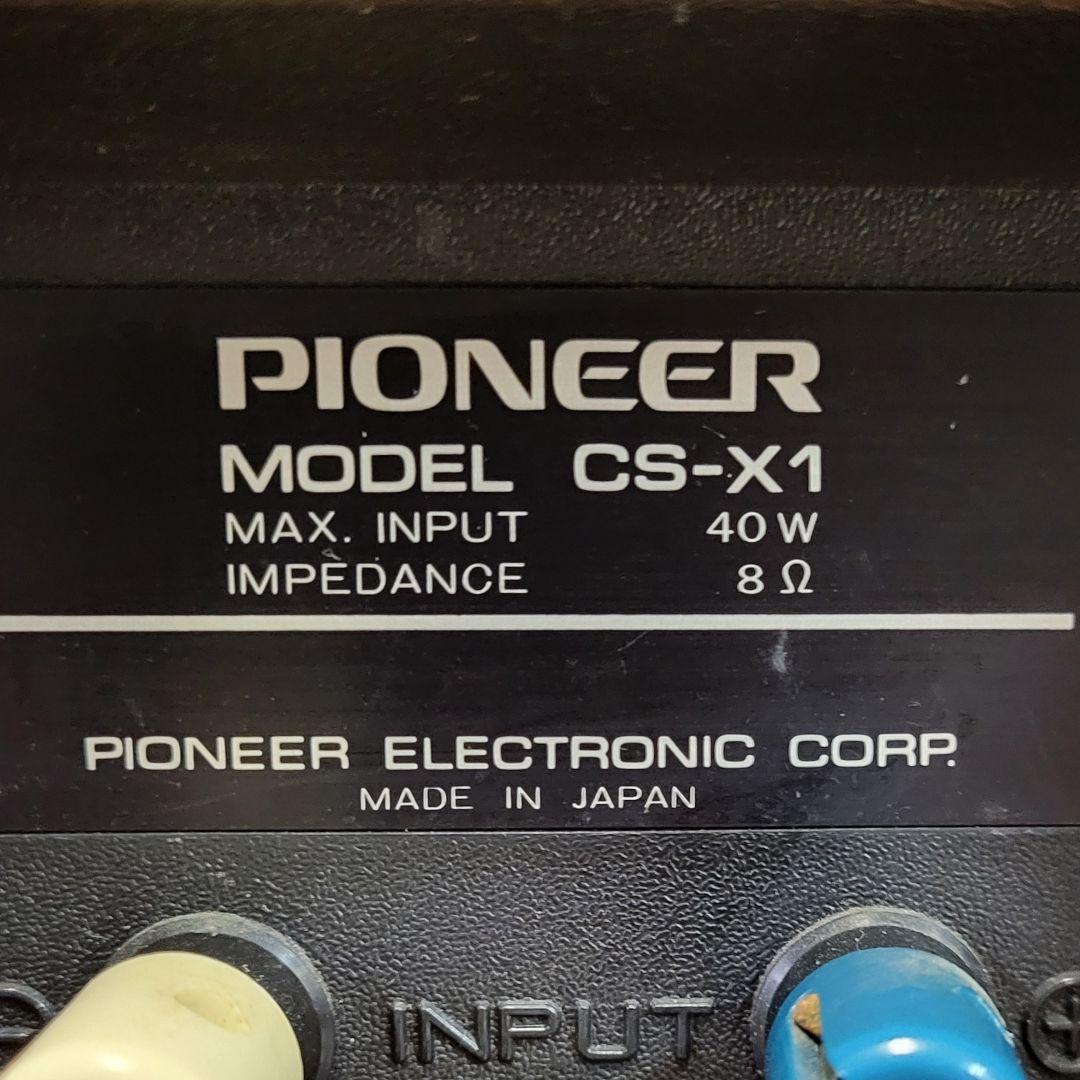 PIONEER
MODEL CS-X1
MAX. INPUT 40 W
IMPEDANCE 8 Ω
PIONEER ELECTRONIC CORP.
MADE IN JAPAN
⊖ INPUT ⊕